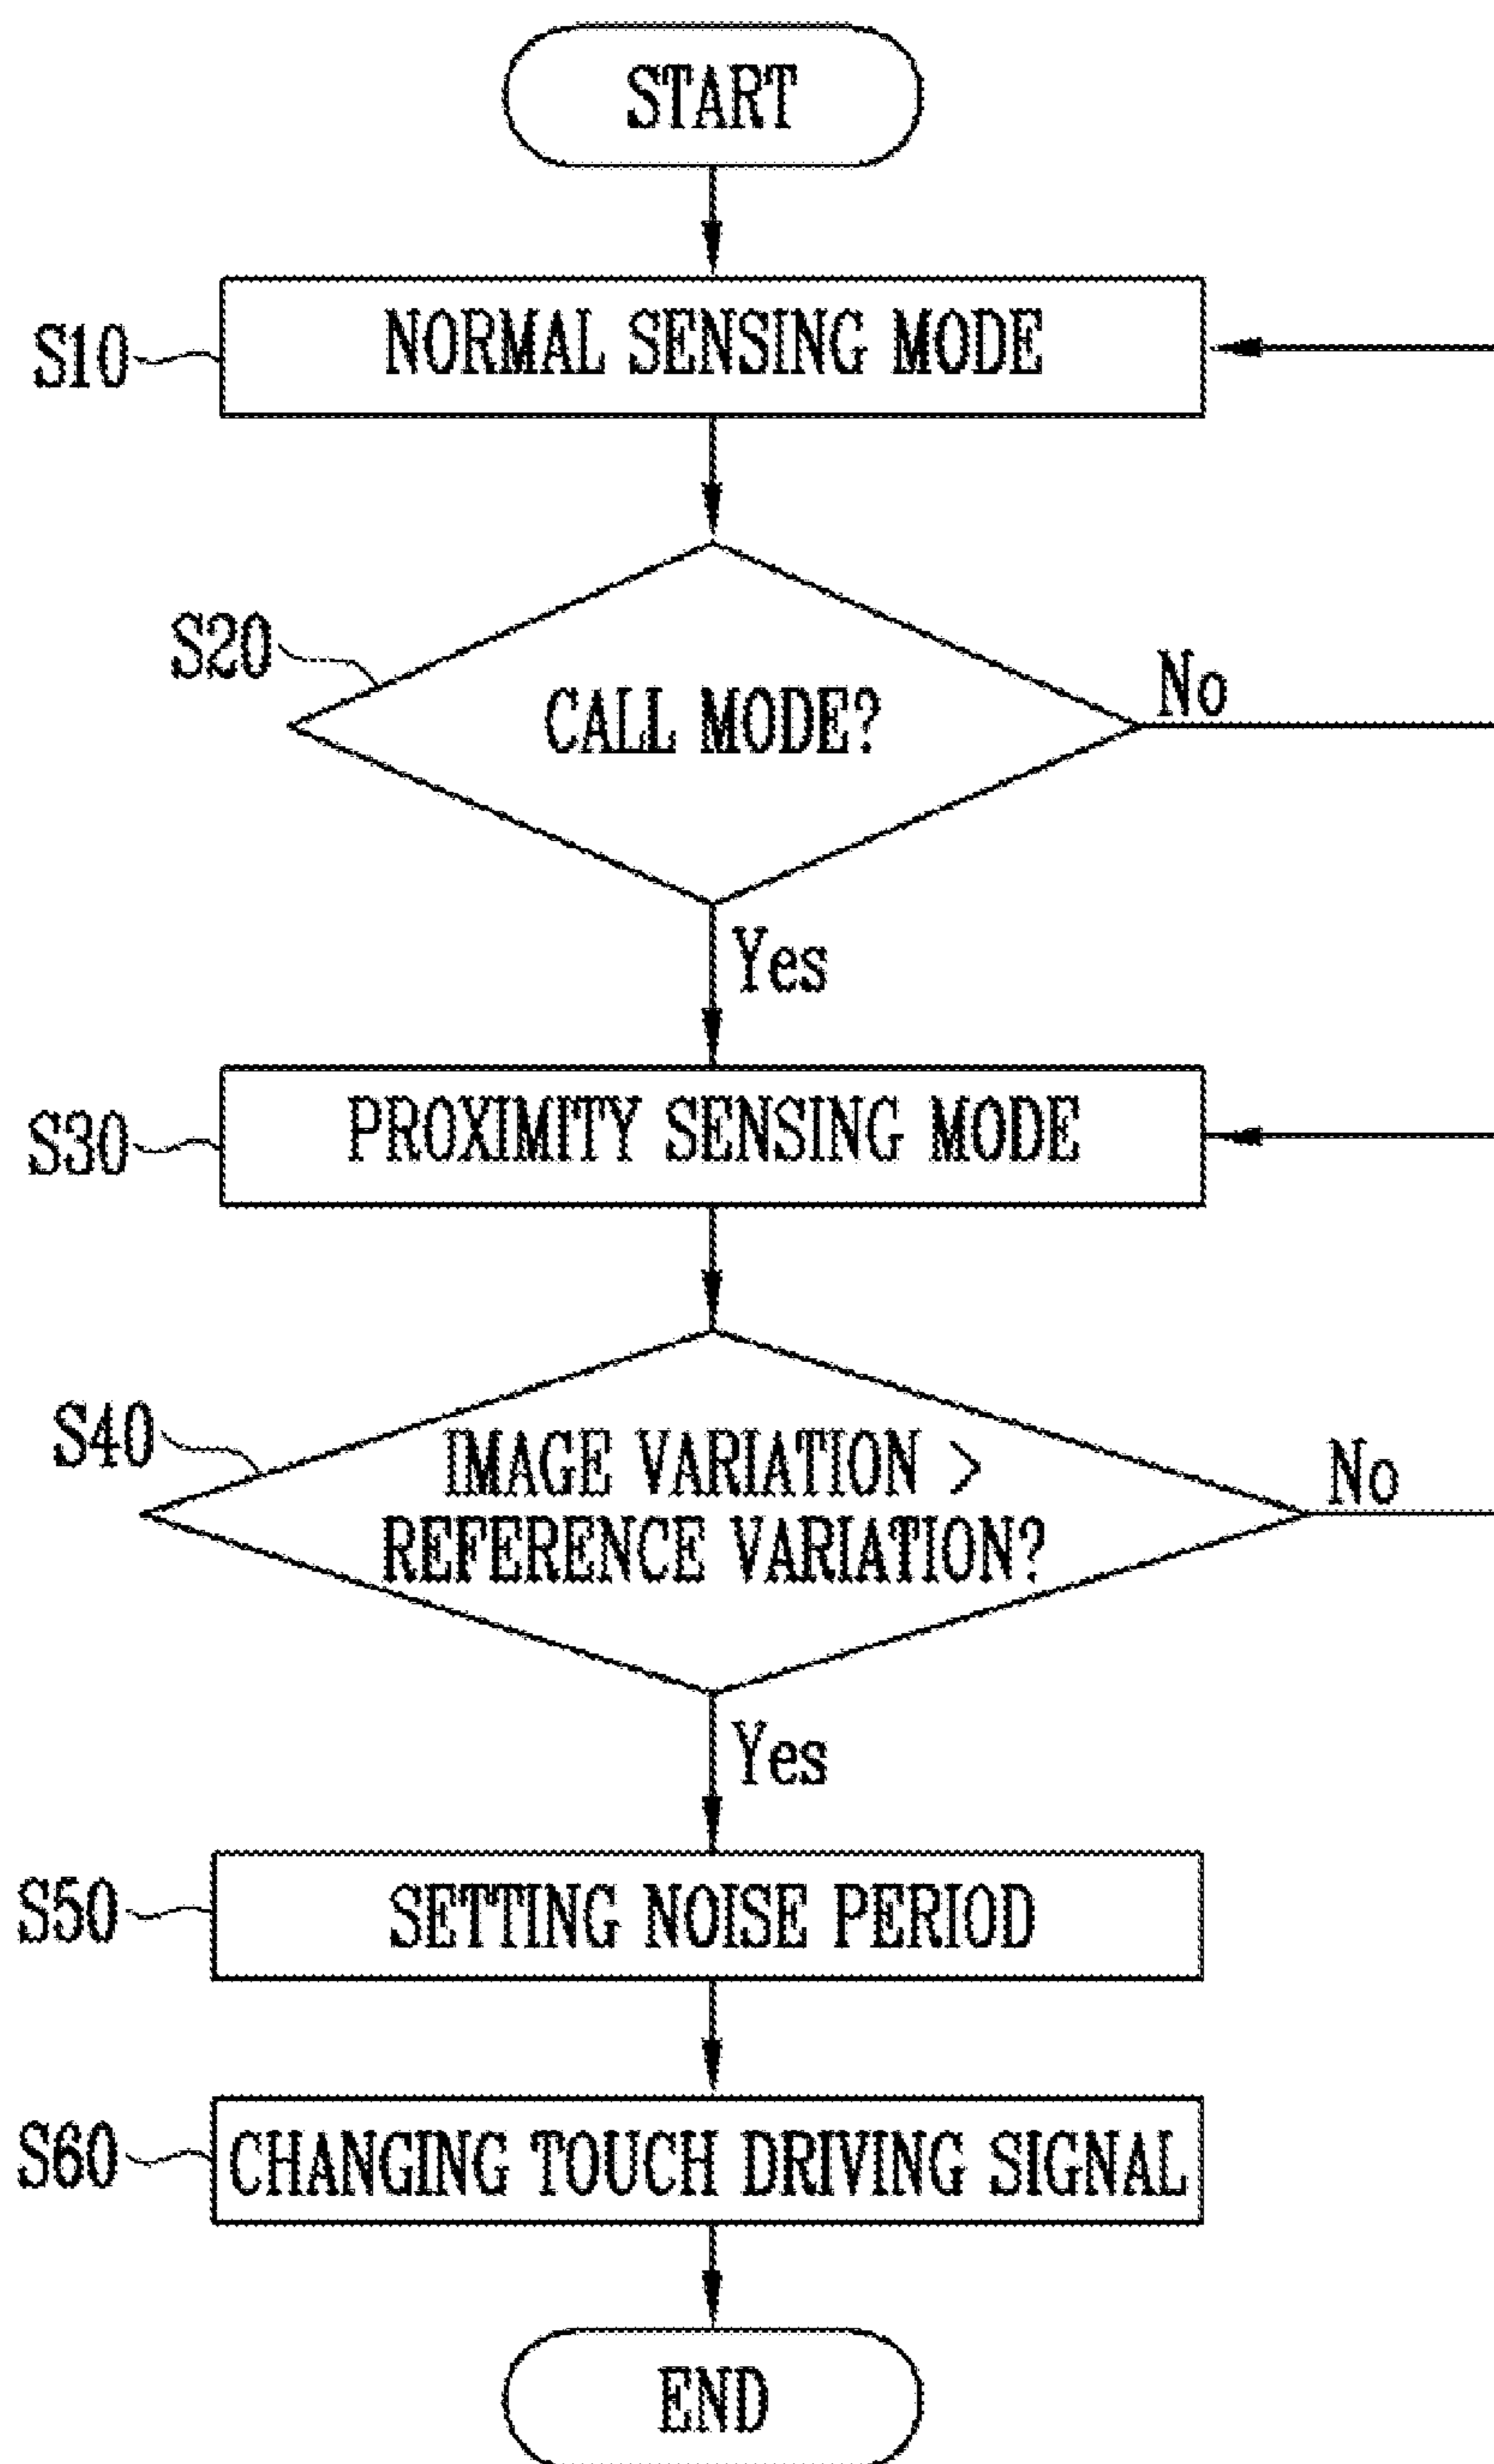 START
S10
NORMAL SENSING MODE
S20
CALL MODE?
No
Yes
S30
PROXIMITY SENSING MODE
S40
IMAGE VARIATION >
REFERENCE VARIATION?
No
Yes
S50
SETTING NOISE PERIOD
S60
CHANGING TOUCH DRIVING SIGNAL
END